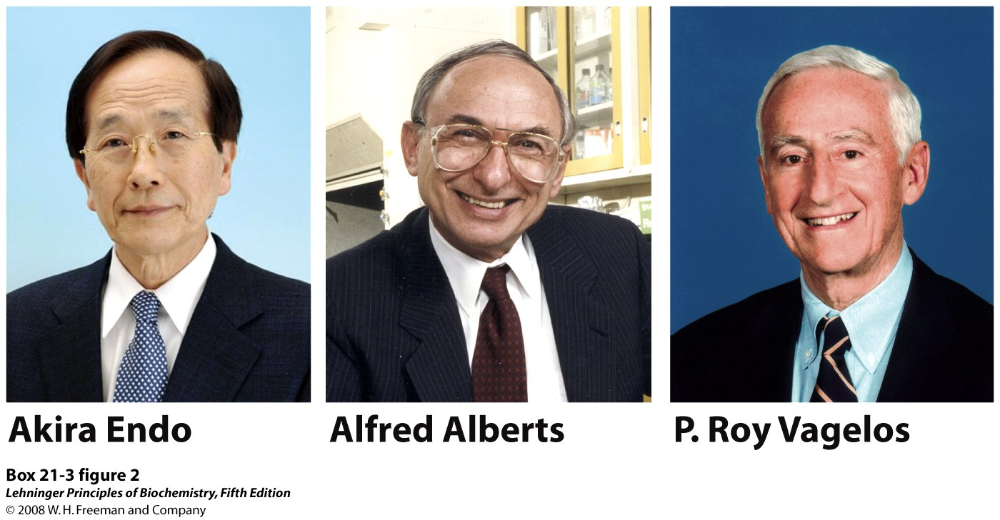 Akira Endo
Alfred Alberts
P. Roy Vagelos
Box 21-3 figure 2
Lehninger Principles of Biochemistry, Fifth Edition
© 2008 W. H. Freeman and Company